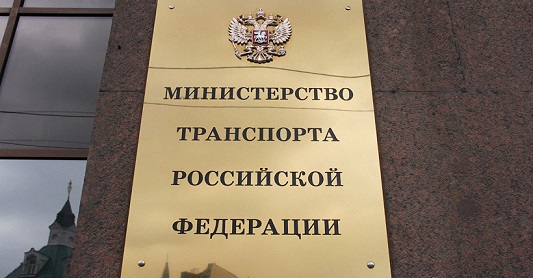 МИНИСТЕРСТВО
ТРАНСПОРТА
РОССИЙСКОЙ
ФЕДЕРАЦИИ